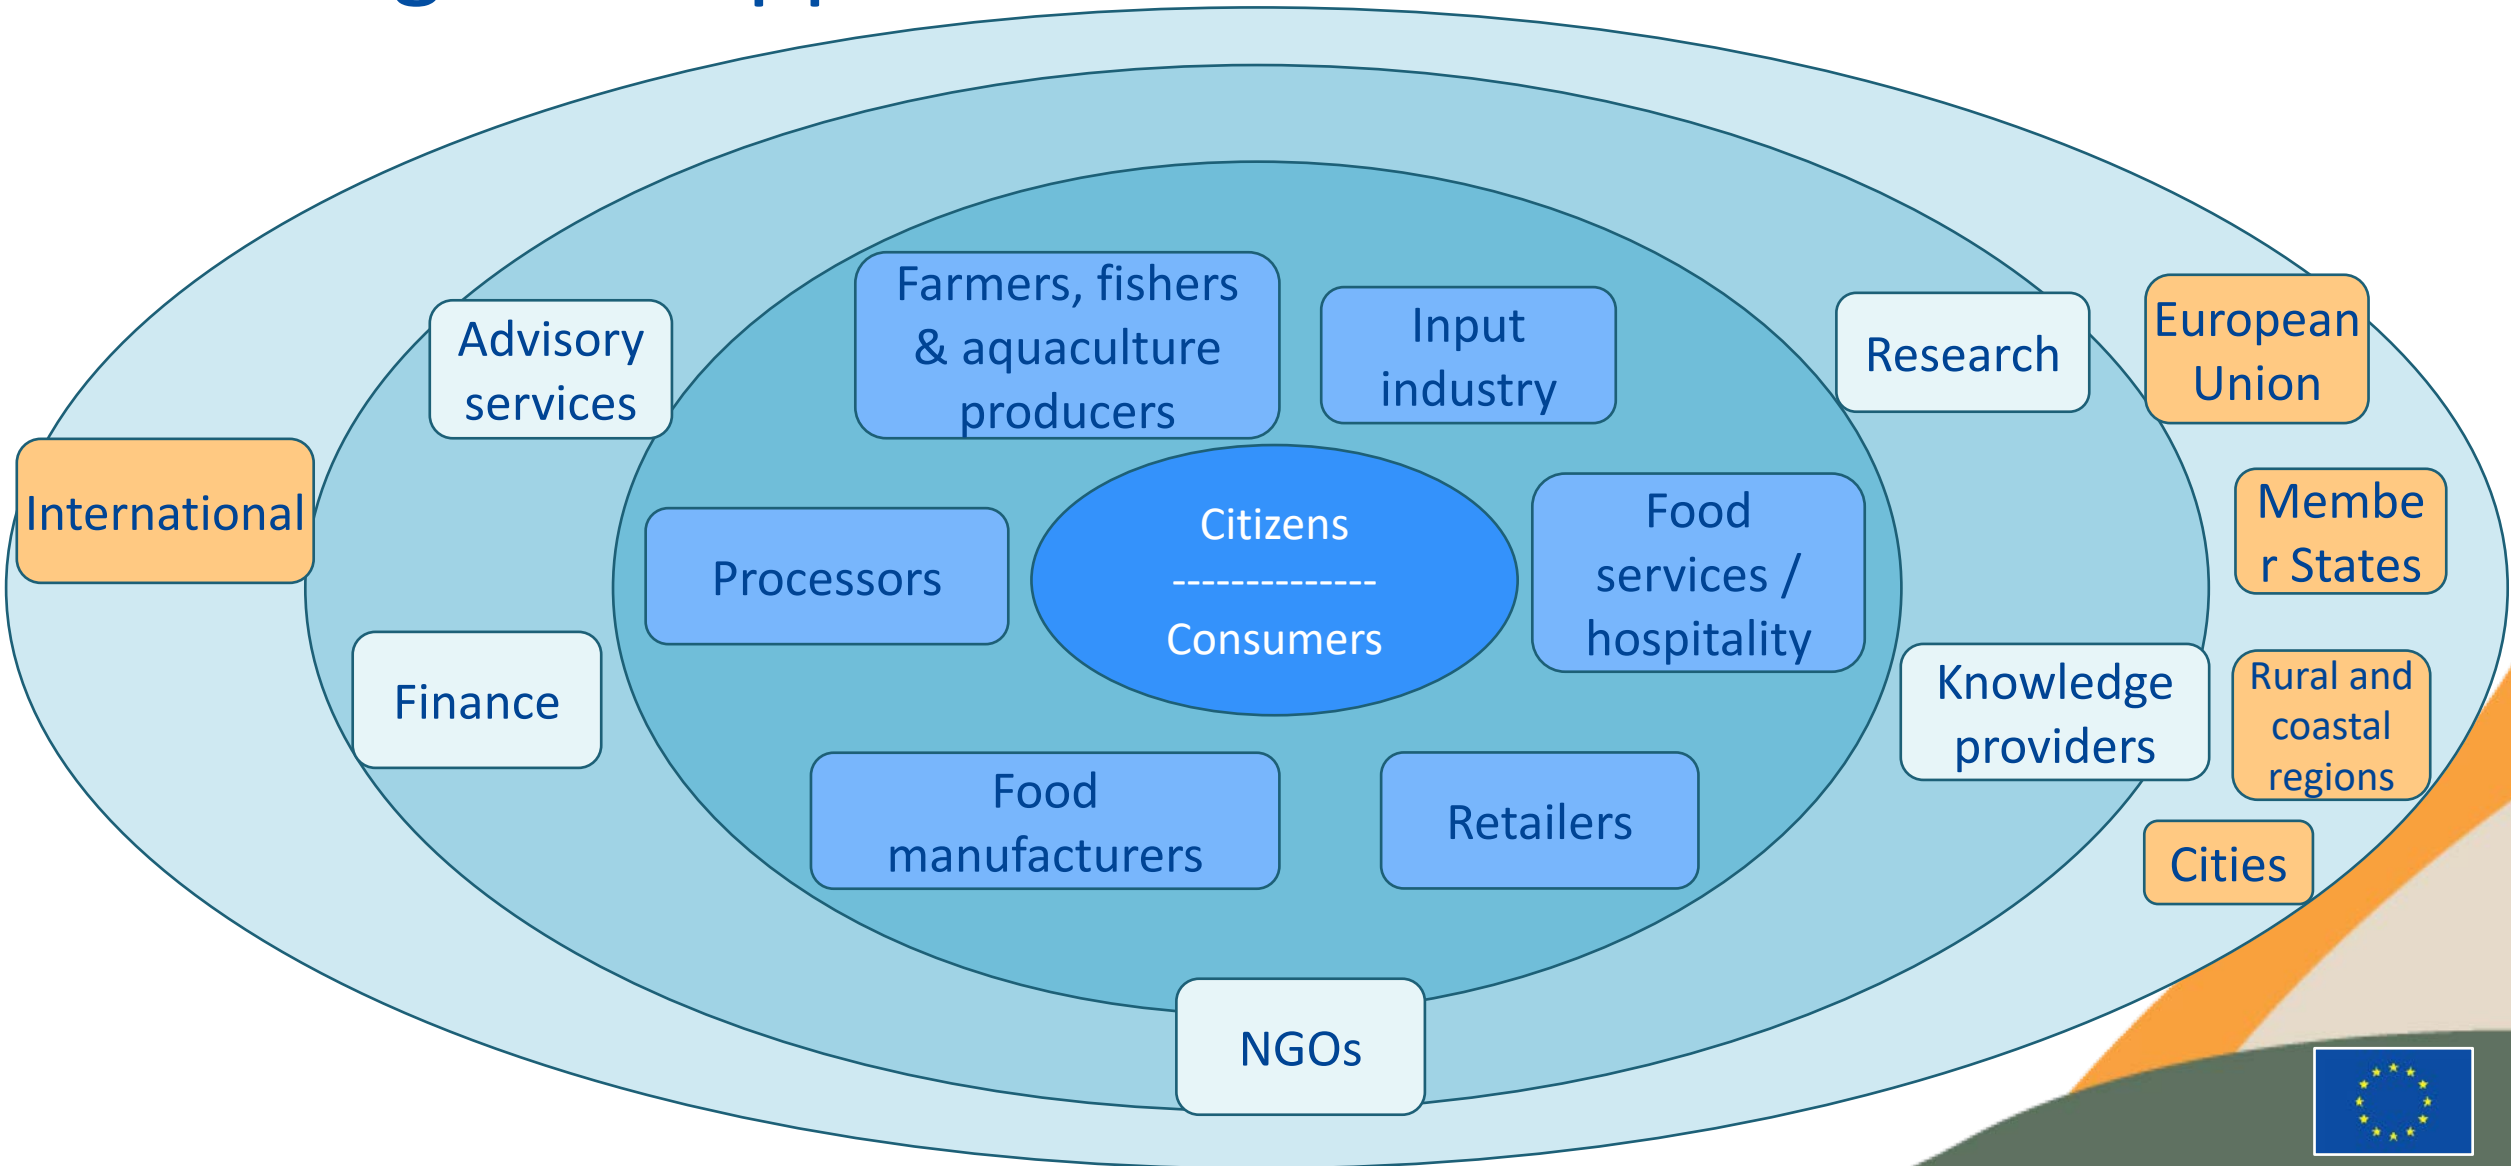 Farmers, fishers
& aquaculture
producers
Input
industry
Advisory
services
Research
European
Union
International
Membe
r States
Citizens
--------------
Consumers
Food
services /
hospitality
Processors
Finance
Knowledge
providers
Rural and
coastal
regions
Food
manufacturers
Retailers
Cities
NGOs